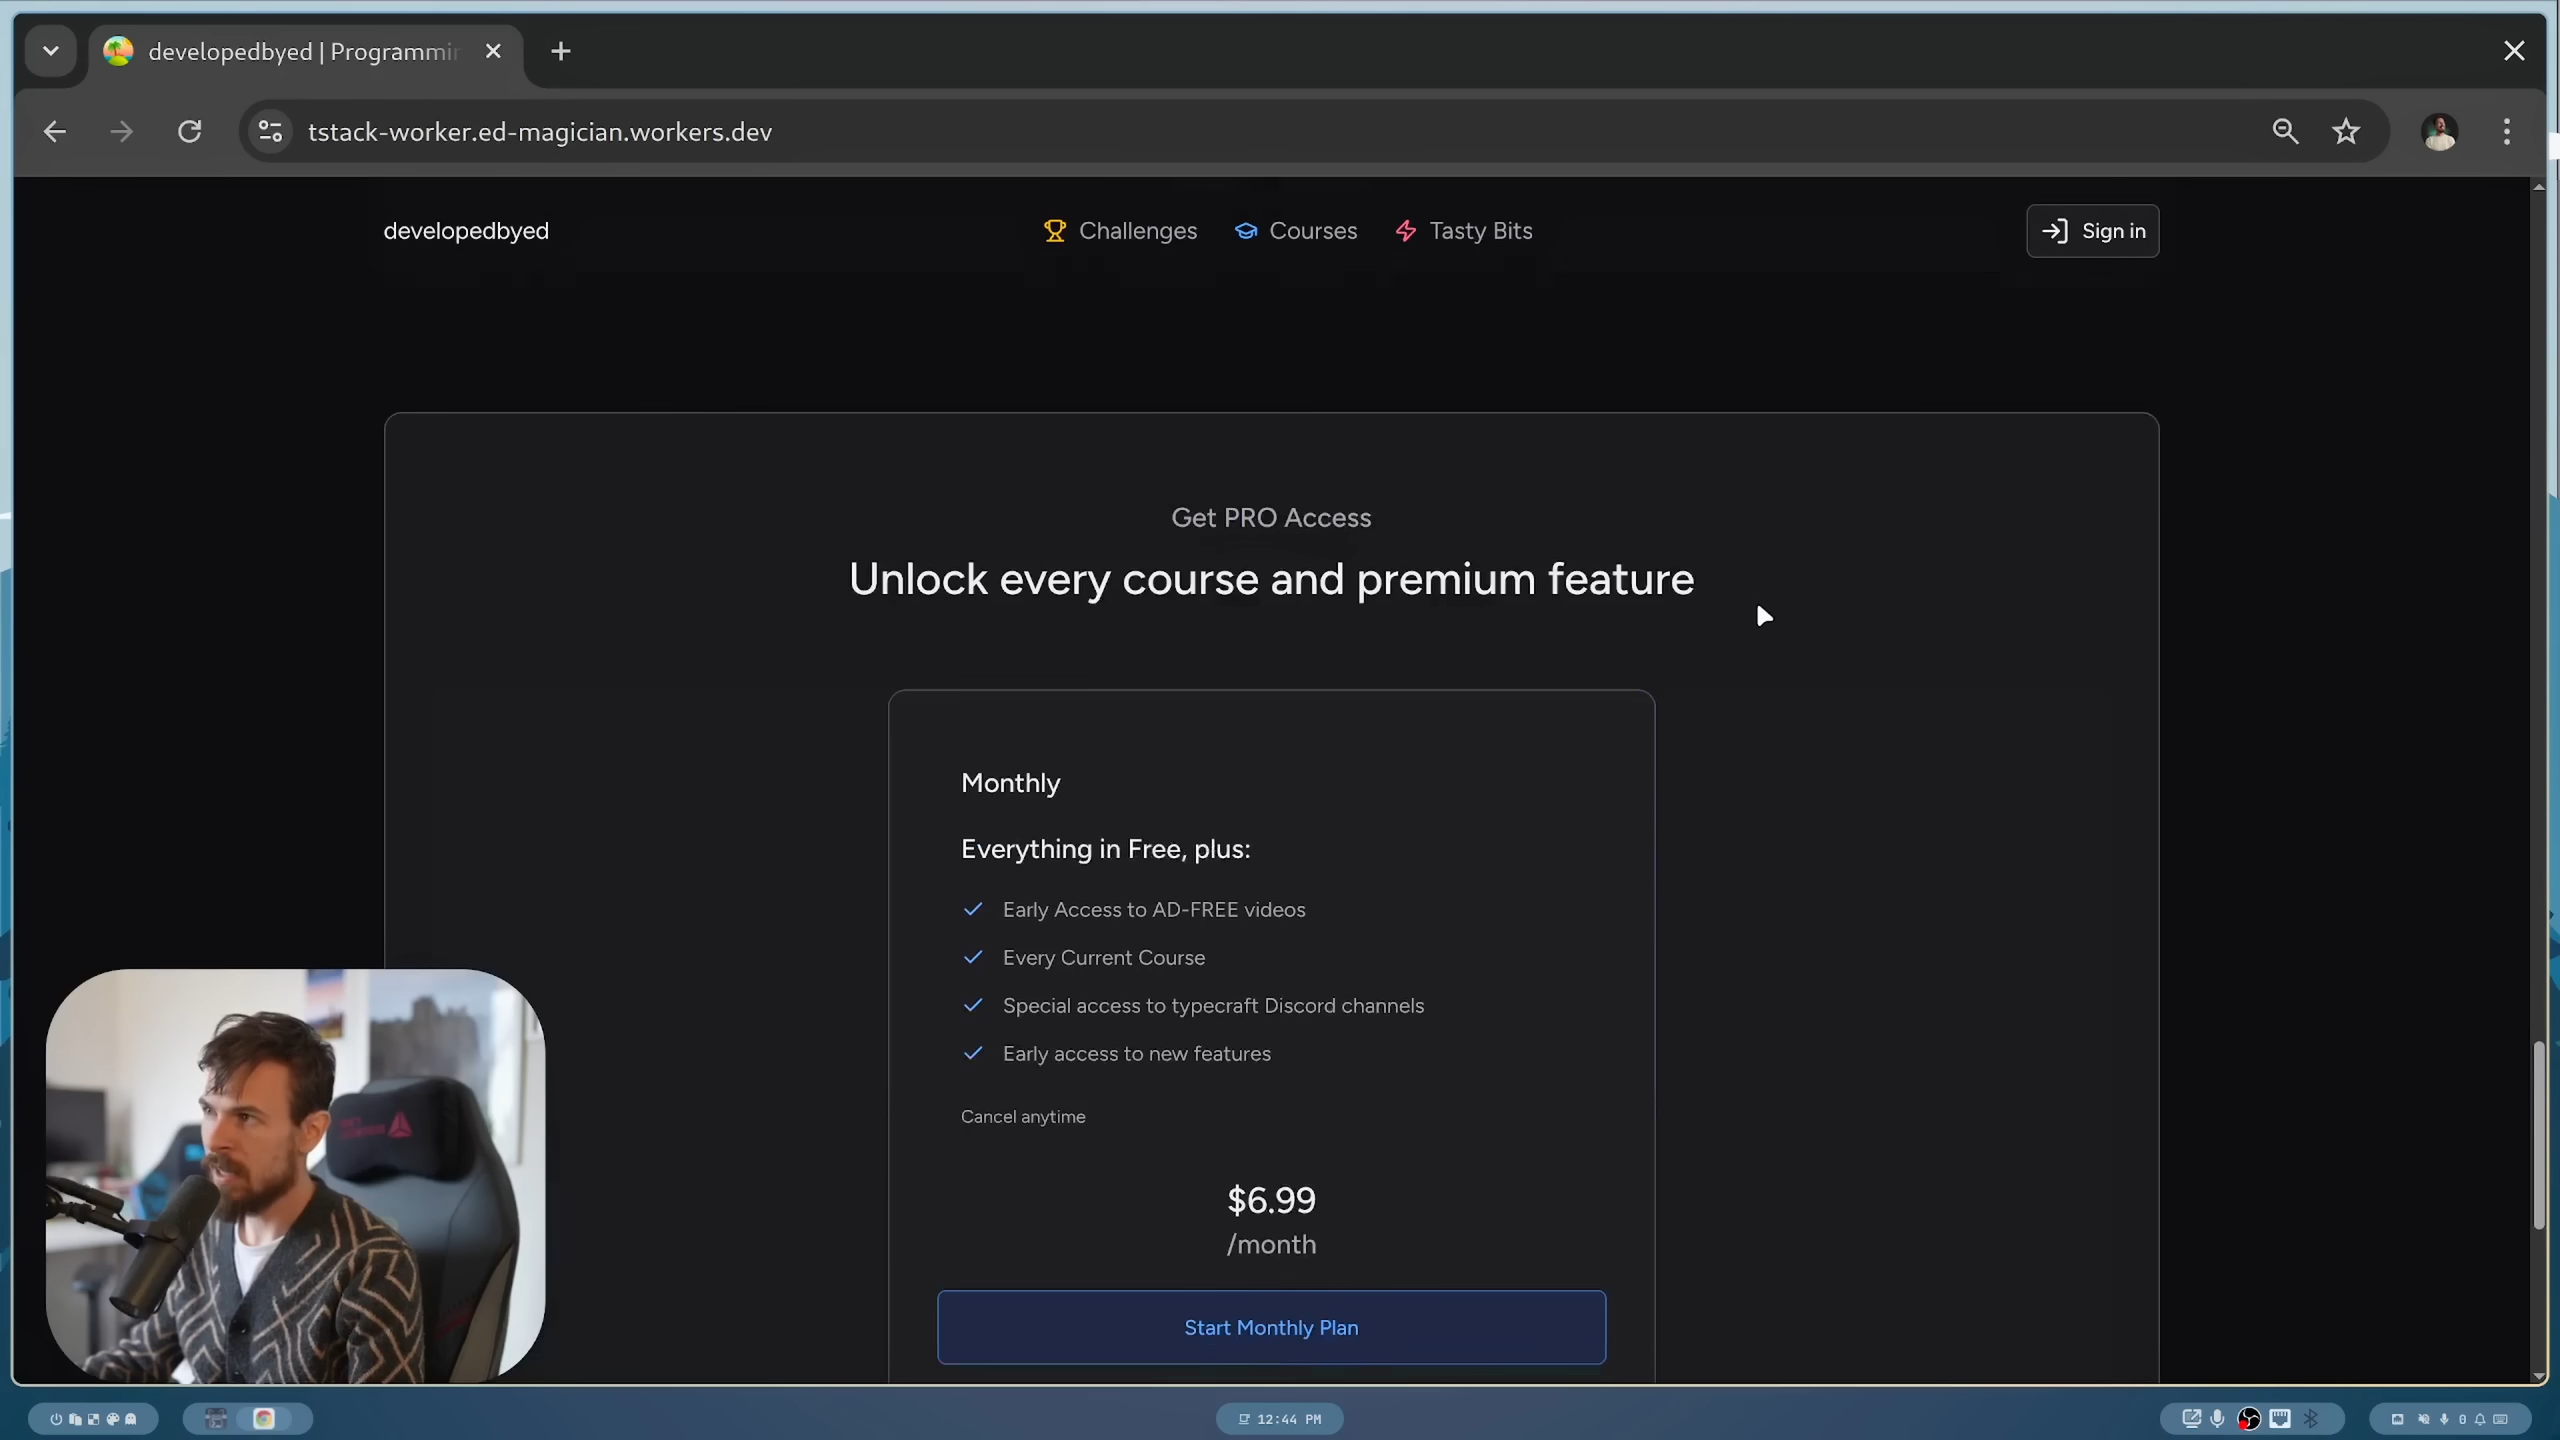 developedbyed | Programmin
tstack-worker.ed-magician.workers.dev
developedbyed
Challenges
Courses
Tasty Bits
Sign in
Get PRO Access
Unlock every course and premium feature
Monthly
Everything in Free, plus:
Early Access to AD-FREE videos
Every Current Course
Special access to typecraft Discord channels
Early access to new features
Cancel anytime
$6.99
/month
Start Monthly Plan
12:44 PM
0